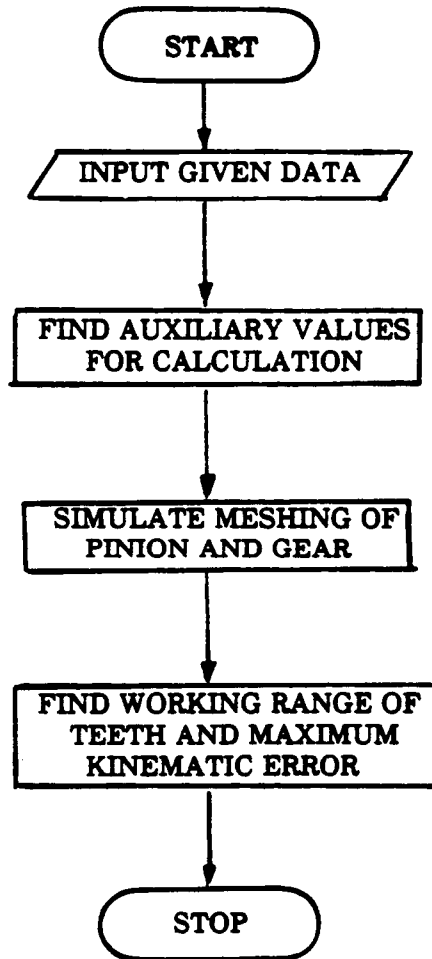 START
INPUT GIVEN DATA
FIND AUXILIARY VALUES
FOR CALCULATION
SIMULATE MESHING OF
PINION AND GEAR
FIND WORKING RANGE OF
TEETH AND MAXIMUM
KINEMATIC ERROR
STOP